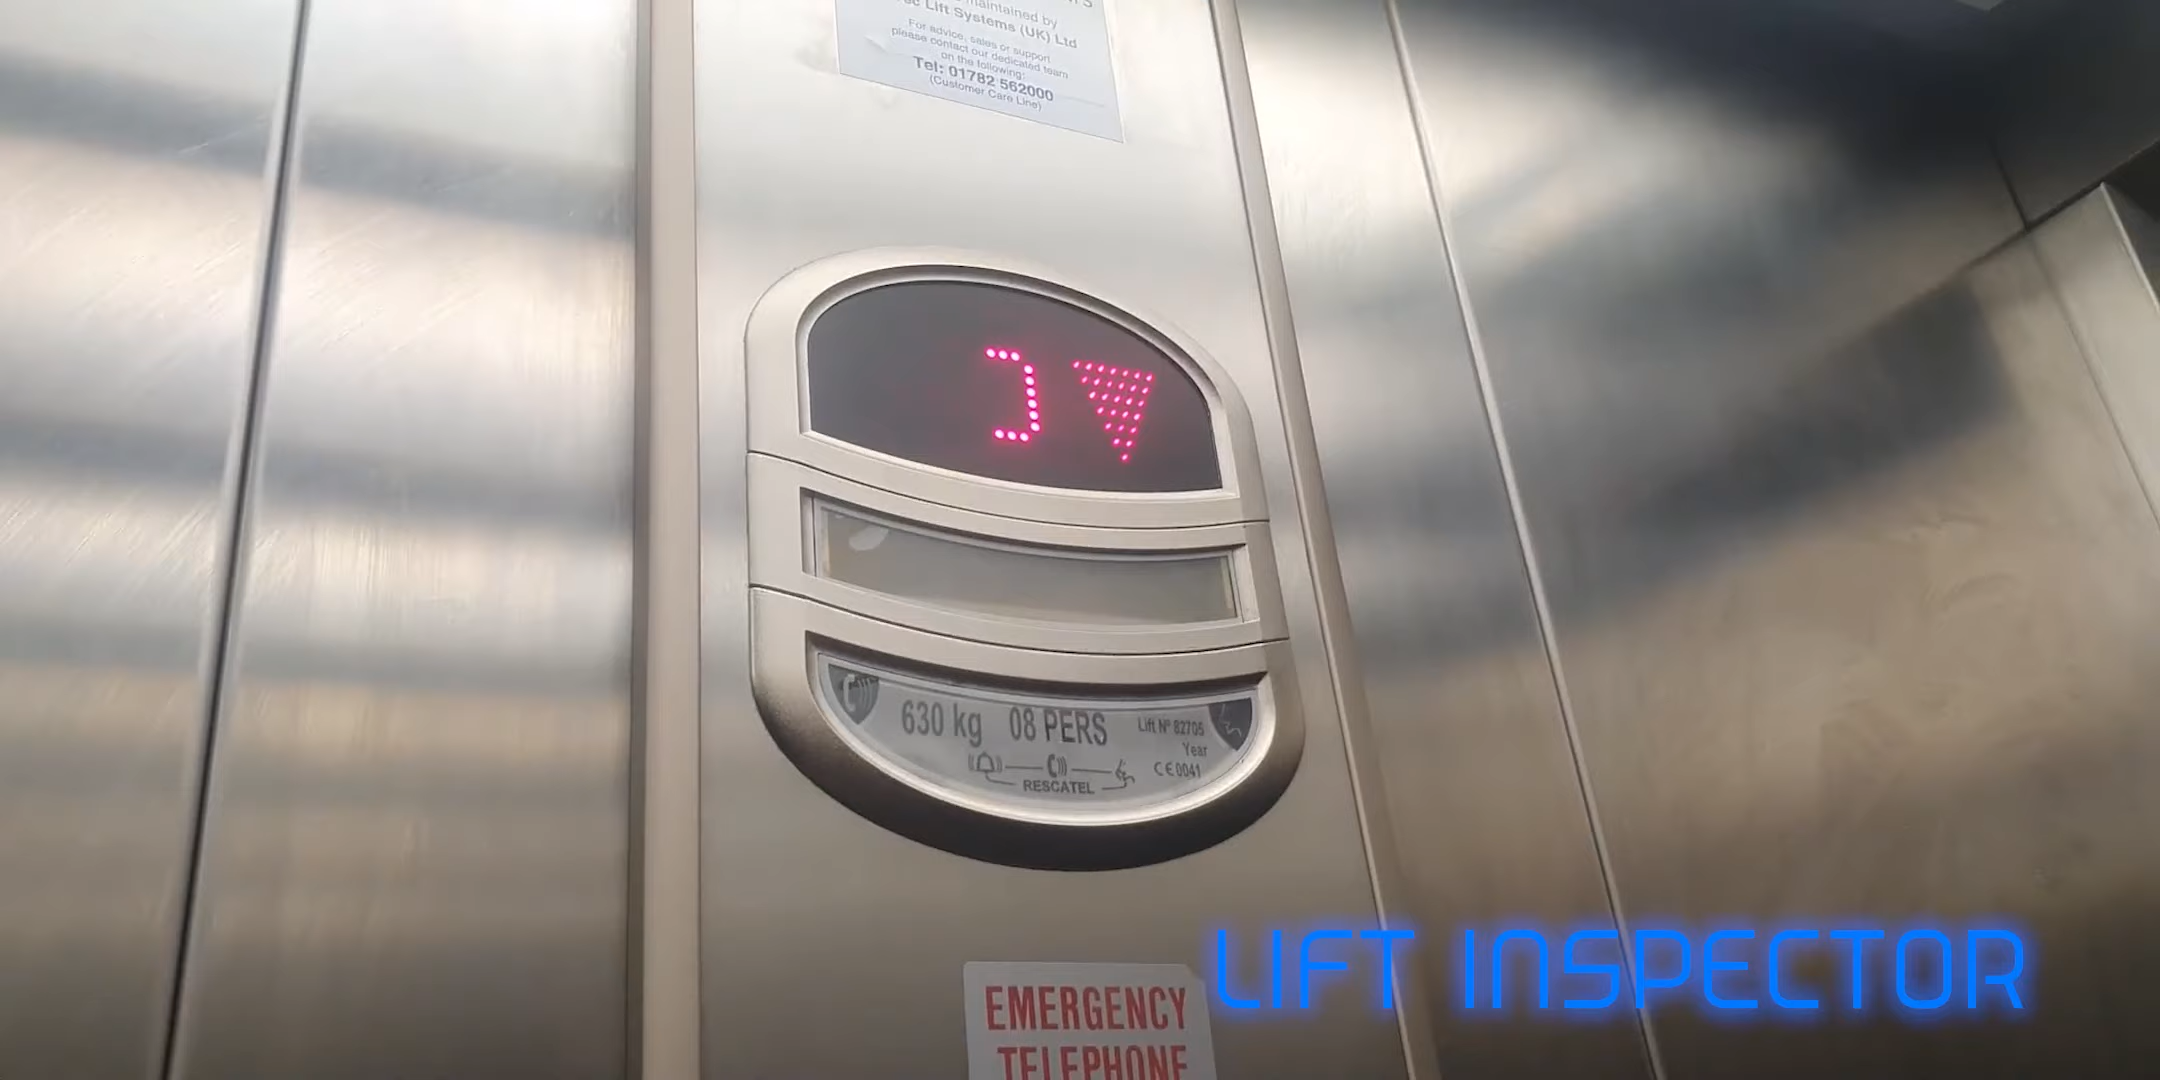 maintained by
Lift Systems (UK) Ltd
For advice, sales or support
please contact our dedicated team
on the following:
Tel: 01782 562000
(Customer Care Line)
630 kg 08 PERS
Lift Nº 82705
Year
CE0041
RESCATEL
EMERGENCY
TELEPHONE
LIFT INSPECTOR